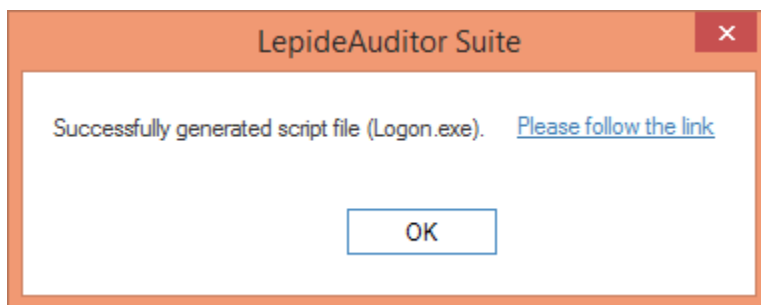 LepideAuditor Suite
Successfully generated script file (Logon.exe). Please follow the link
OK